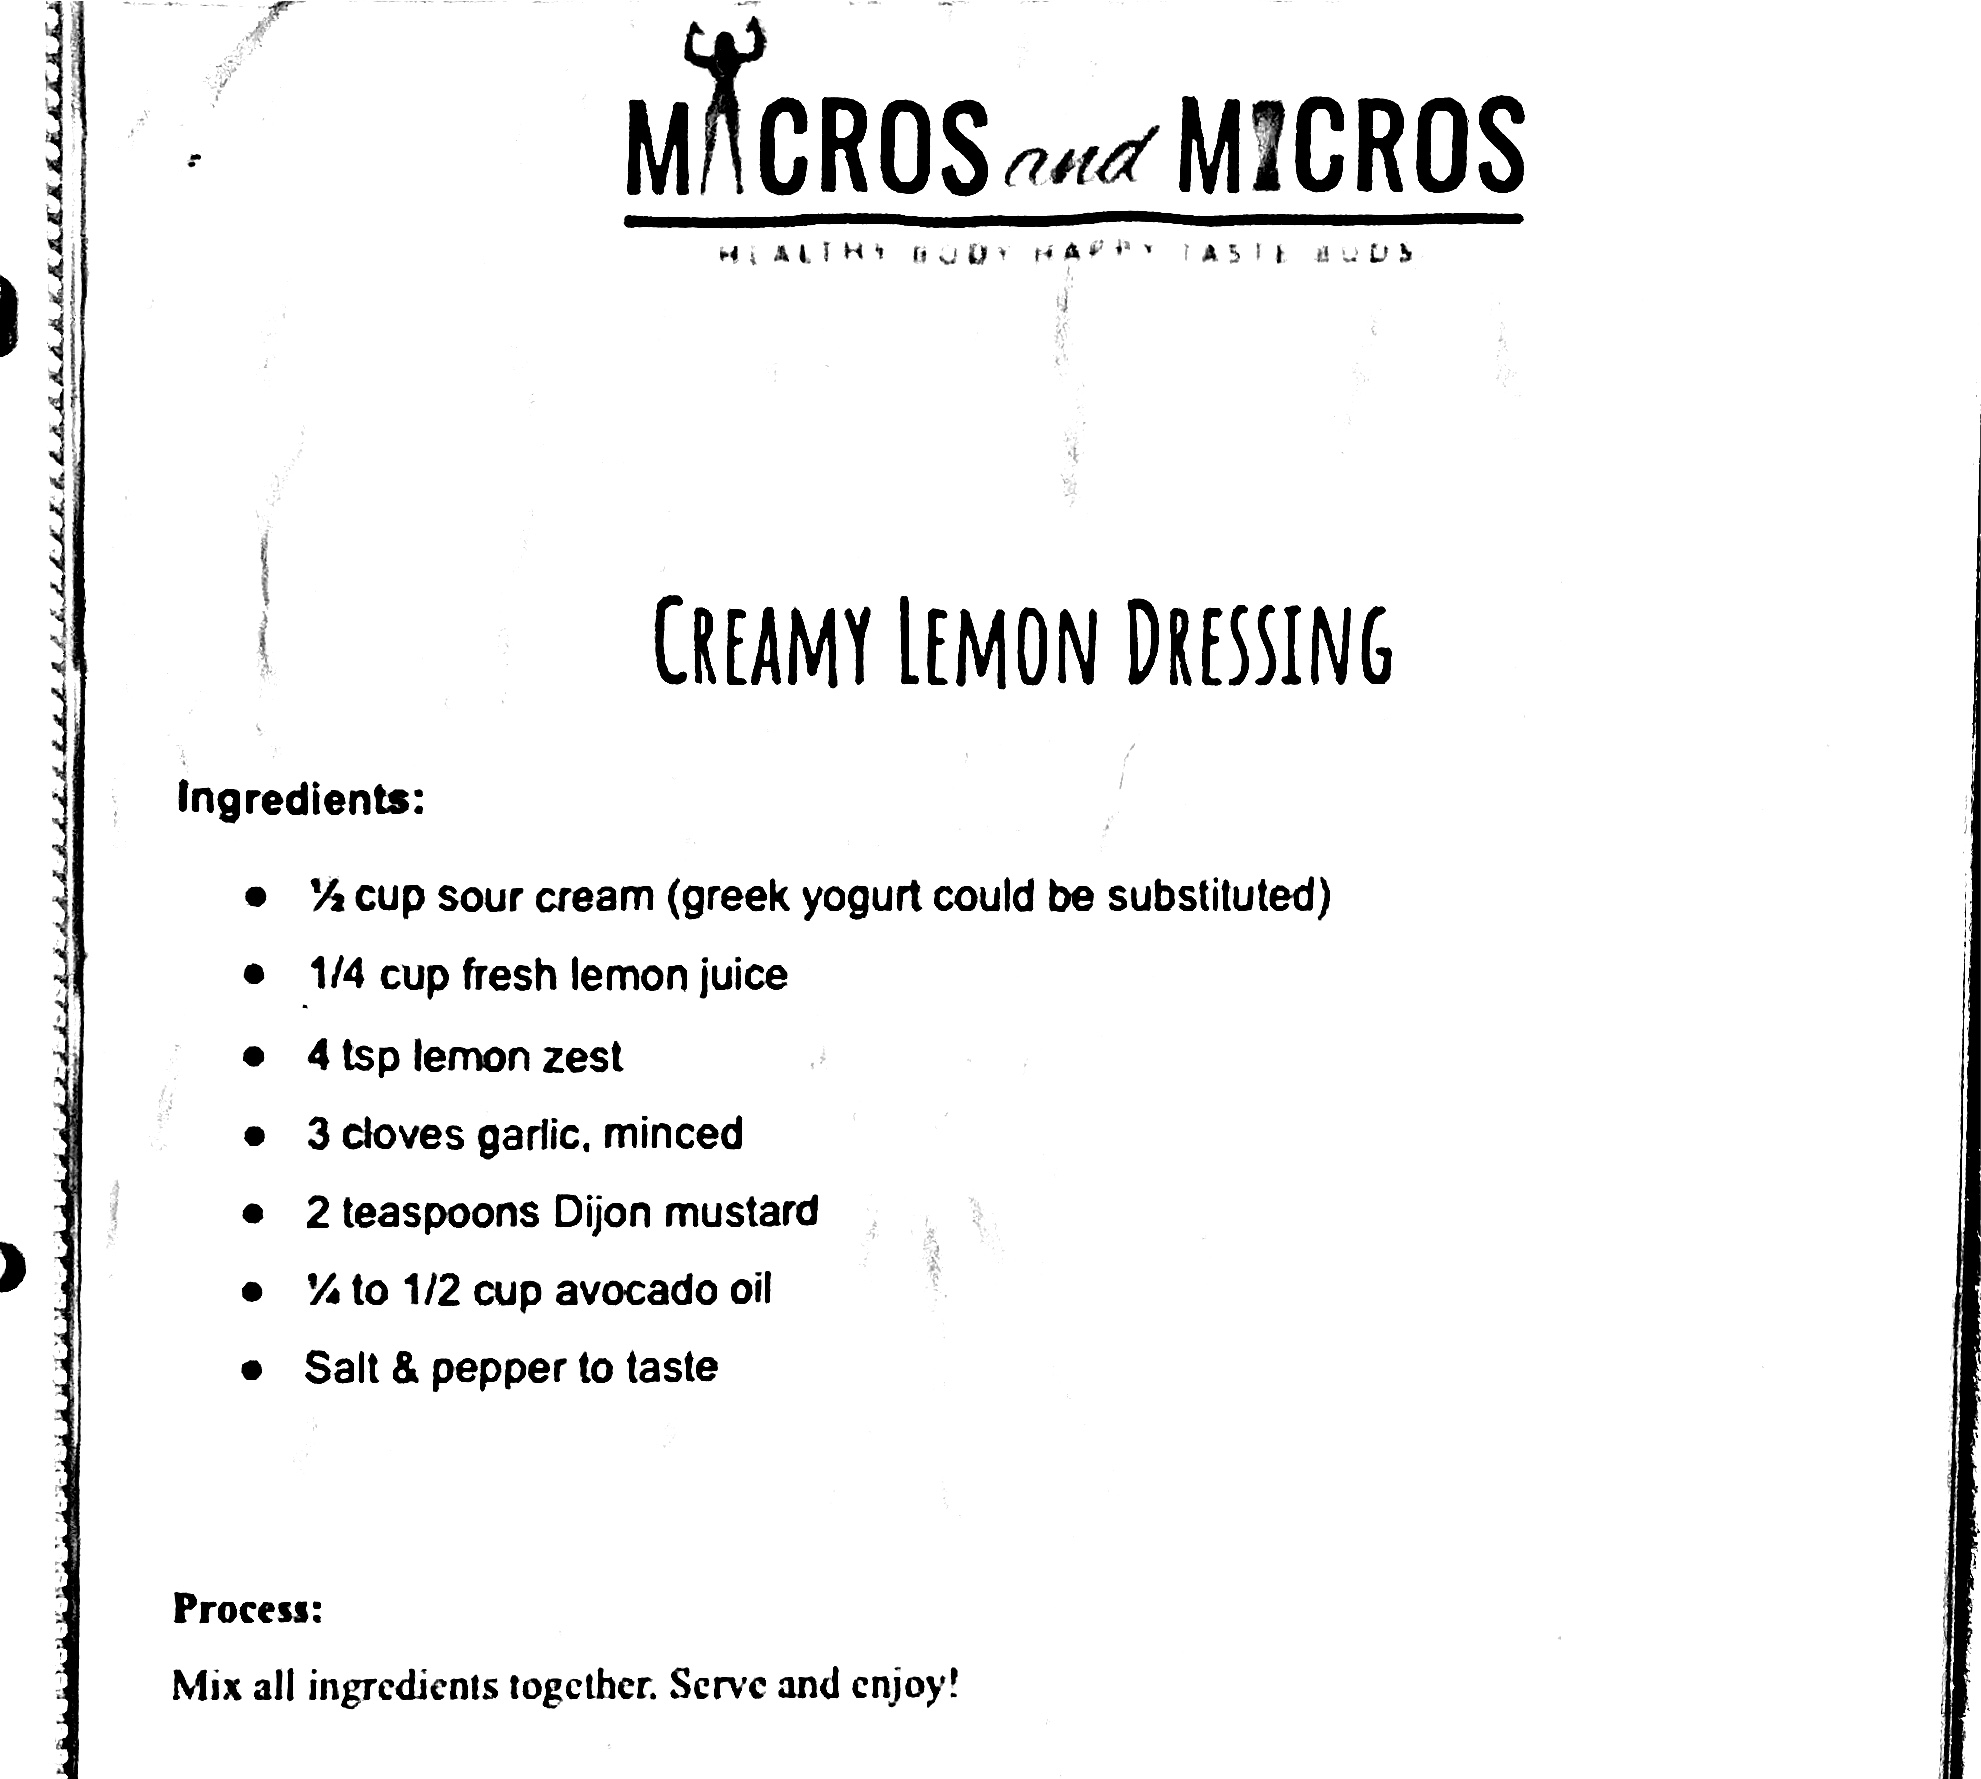 MACROS and MICROS
HEALTHY BODY HAPPY TASTE BUDS
CREAMY LEMON DRESSING
Ingredients:
● ½ cup sour cream (greek yogurt could be substituted)
● 1/4 cup fresh lemon juice
● 4 tsp lemon zest
● 3 cloves garlic, minced
● 2 teaspoons Dijon mustard
● ¼ to 1/2 cup avocado oil
● Salt & pepper to taste
Process:
Mix all ingredients together. Serve and enjoy!